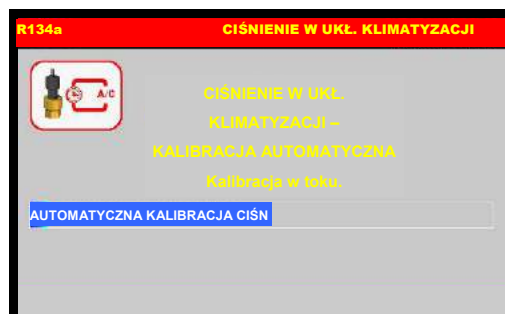 R134a CIŚNIENIE W UKŁ. KLIMATYZACJI
A/C
CIŚNIENIE W UKŁ.
KLIMATYZACJI –
KALIBRACJA AUTOMATYCZNA
Kalibracja w toku.
AUTOMATYCZNA KALIBRACJA CIŚN